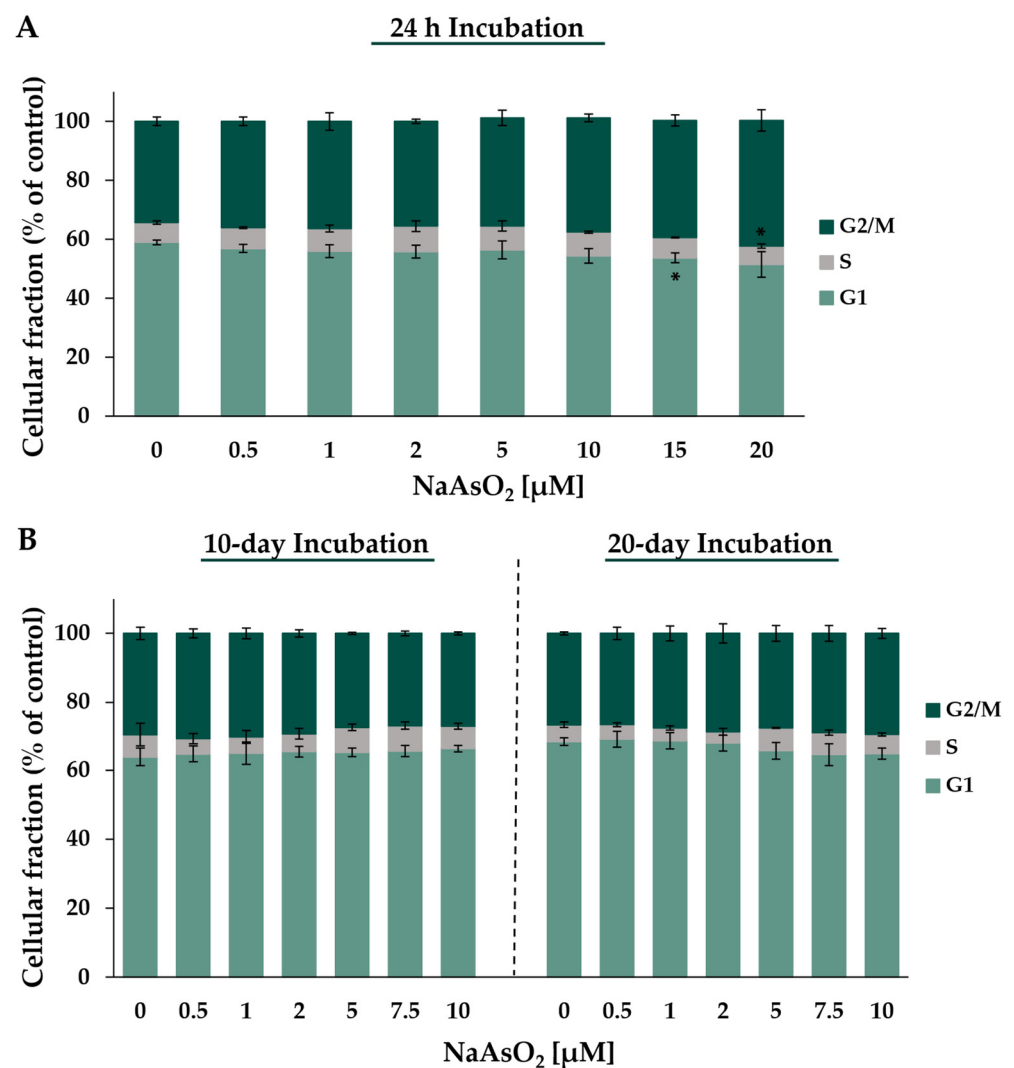 A
24 h Incubation
Cellular fraction (% of control)
100
80
60
40
20
0
*
*
G2/M
S
G1
0 0.5 1 2 5 10 15 20
NaAsO₂ [µM]
B
10-day Incubation
20-day Incubation
Cellular fraction (% of control)
100
80
60
40
20
0
G2/M
S
G1
0 0.5 1 2 5 7.5 10 0 0.5 1 2 5 7.5 10
NaAsO₂ [µM]